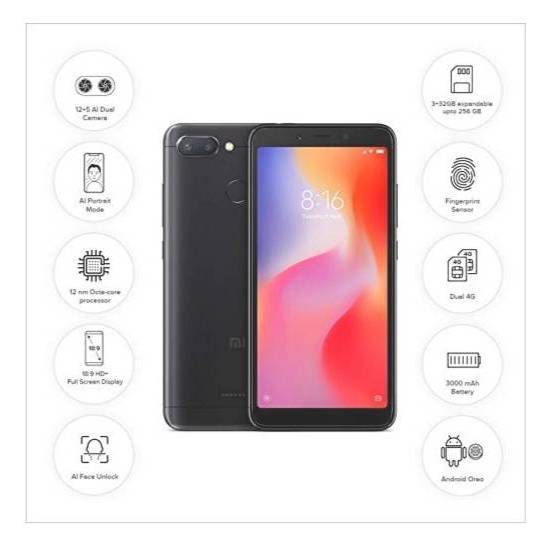 12+5 AI Dual
Camera
AI Portrait
Mode
12 nm Octa-core
processor
18:9
18:9 HD+
Full Screen Display
AI Face Unlock
8:16
mi
3+32GB expandable
upto 256 GB
Fingerprint
Sensor
4G
4G
Dual 4G
3000 mAh
Battery
Android Oreo